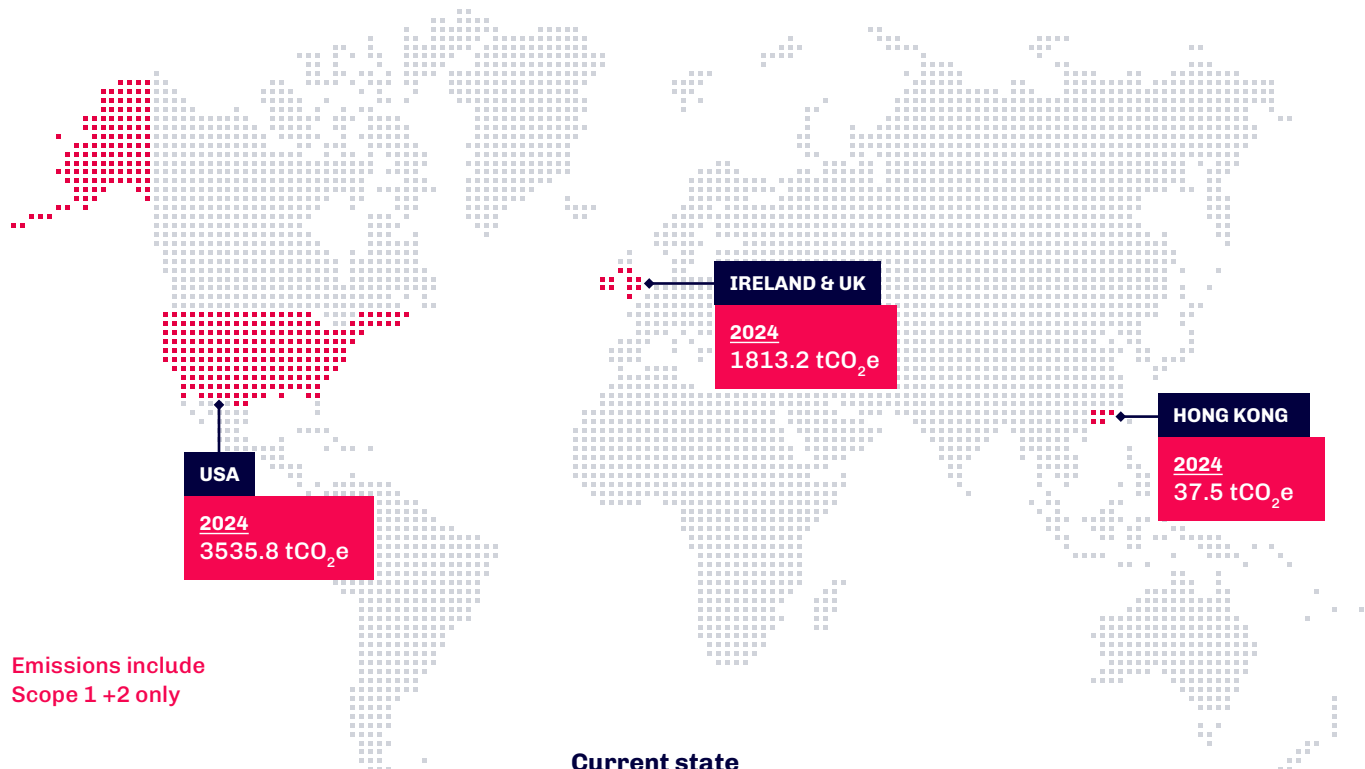 IRELAND & UK
2024
1813.2 tCO₂e
HONG KONG
2024
37.5 tCO₂e
USA
2024
3535.8 tCO₂e
Emissions include
Scope 1 +2 only
Current state